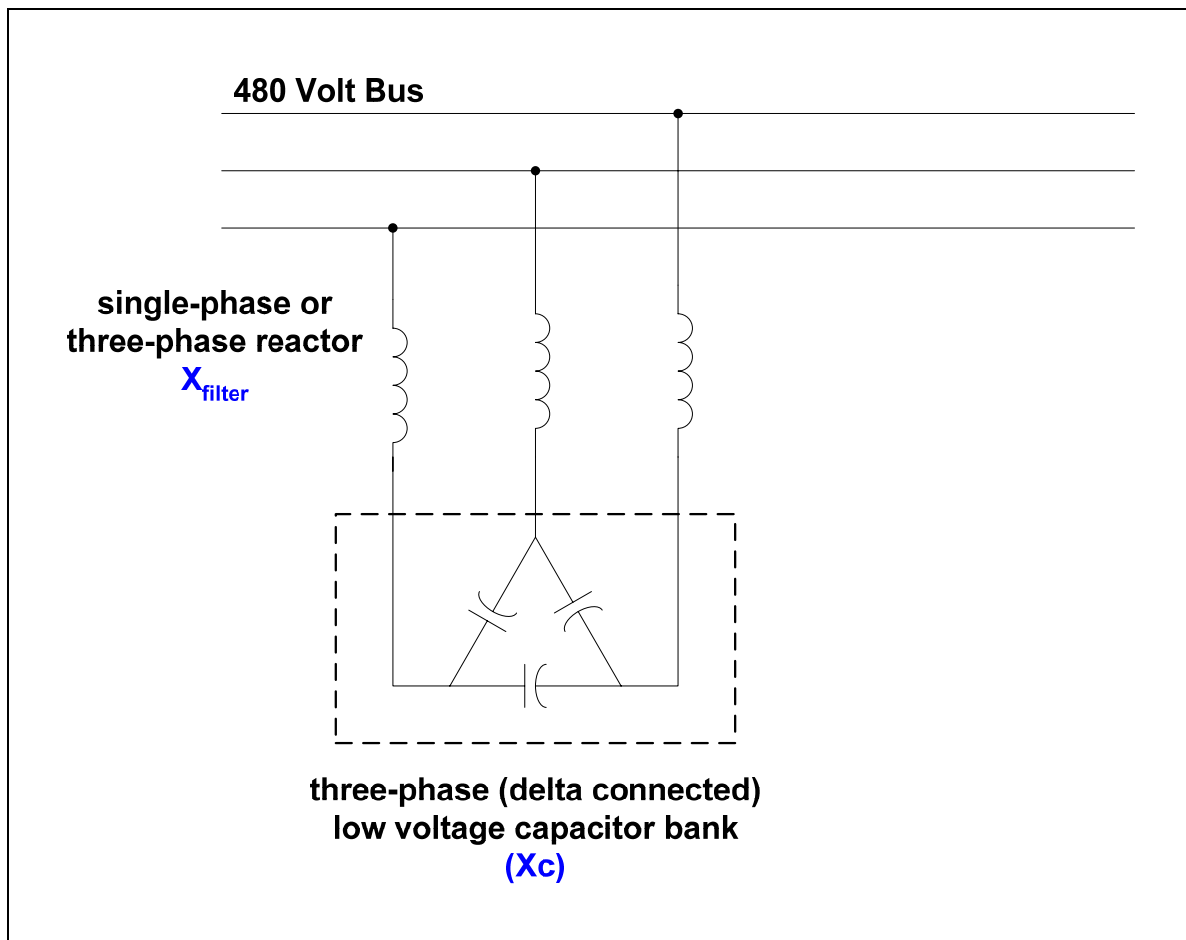 480 Volt Bus
single-phase or
three-phase reactor
Xfilter
three-phase (delta connected)
low voltage capacitor bank
(Xc)